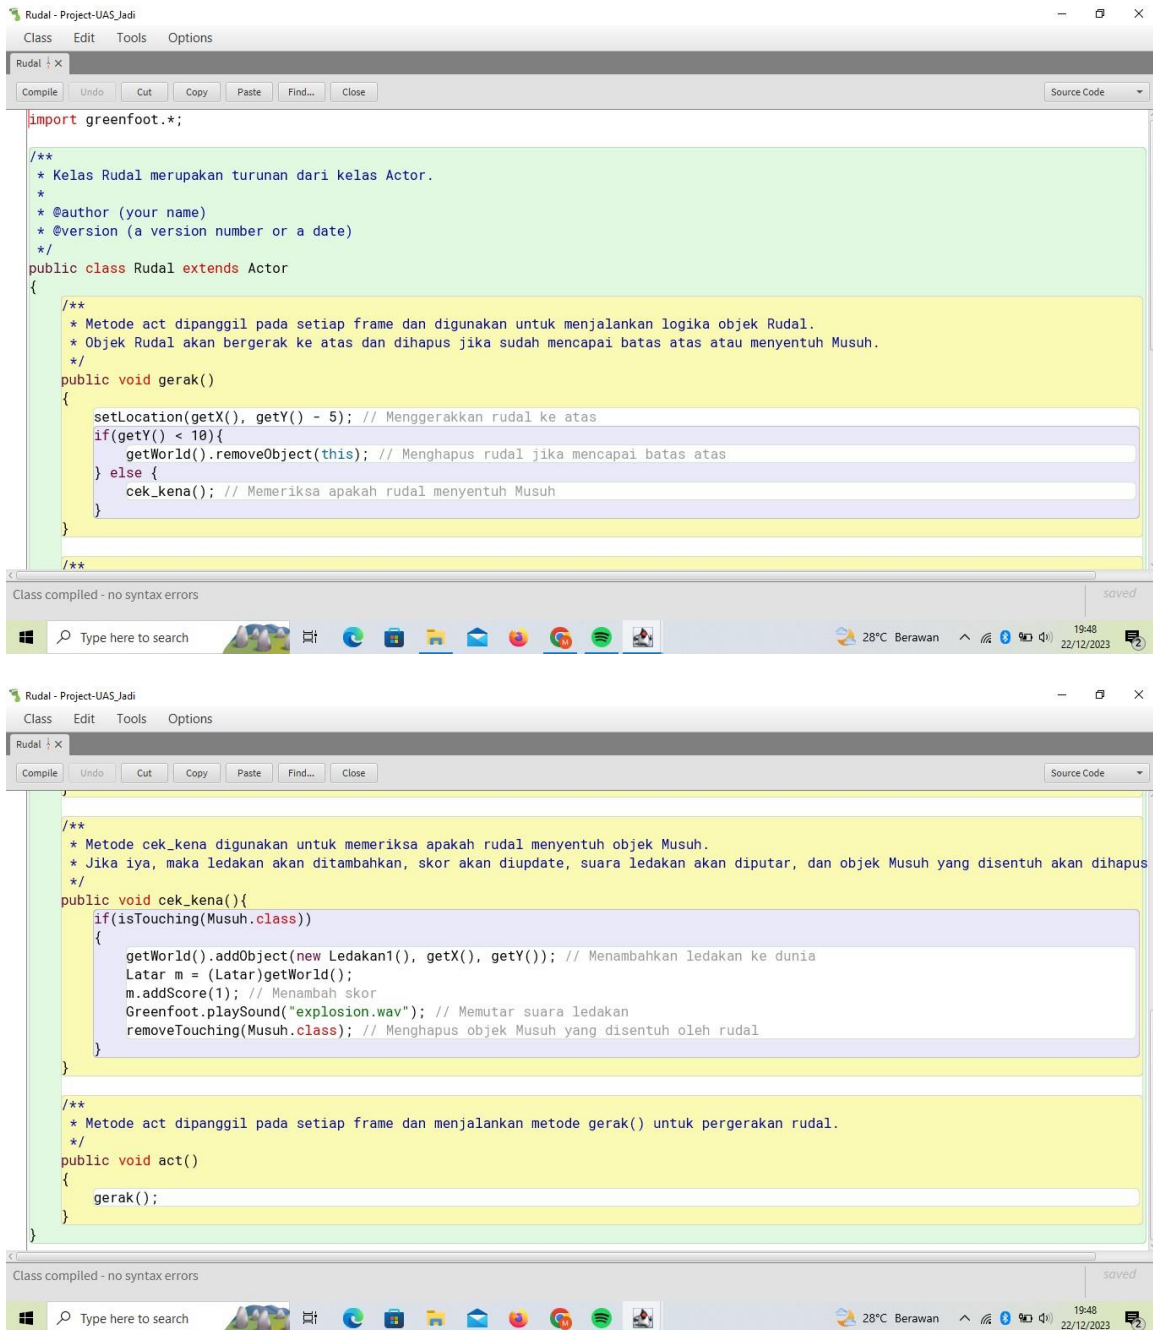 Rudal - Project-UAS_Jadi
Class Edit Tools Options
Rudal X
Compile Undo Cut Copy Paste Find... Close Source Code
import greenfoot.*;
/**
* Kelas Rudal merupakan turunan dari kelas Actor.
*
* @author (your name)
* @version (a version number or a date)
*/
public class Rudal extends Actor
{
/**
* Metode act dipanggil pada setiap frame dan digunakan untuk menjalankan logika objek Rudal.
* Objek Rudal akan bergerak ke atas dan dihapus jika sudah mencapai batas atas atau menyentuh Musuh.
*/
public void gerak()
{
setLocation(getX(), getY() - 5); // Menggerakkan rudal ke atas
if(getY() < 10){
getWorld().removeObject(this); // Menghapus rudal jika mencapai batas atas
} else {
cek_kena(); // Memeriksa apakah rudal menyentuh Musuh
}
}
/**
Class compiled - no syntax errors saved
Type here to search 28°C Berawan 19:48
22/12/2023 2
Rudal - Project-UAS_Jadi
Class Edit Tools Options
Rudal X
Compile Undo Cut Copy Paste Find... Close Source Code
}
/**
* Metode cek_kena digunakan untuk memeriksa apakah rudal menyentuh objek Musuh.
* Jika iya, maka ledakan akan ditambahkan, skor akan diupdate, suara ledakan akan diputar, dan objek Musuh yang disentuh akan dihapus
*/
public void cek_kena(){
if(isTouching(Musuh.class))
{
getWorld().addObject(new Ledakan1(), getX(), getY()); // Menambahkan ledakan ke dunia
Latar m = (Latar)getWorld();
m.addScore(1); // Menambah skor
Greenfoot.playSound("explosion.wav"); // Memutar suara ledakan
removeTouching(Musuh.class); // Menghapus objek Musuh yang disentuh oleh rudal
}
}
/**
* Metode act dipanggil pada setiap frame dan menjalankan metode gerak() untuk pergerakan rudal.
*/
public void act()
{
gerak();
}
}
Class compiled - no syntax errors saved
Type here to search 28°C Berawan 19:48
22/12/2023 2